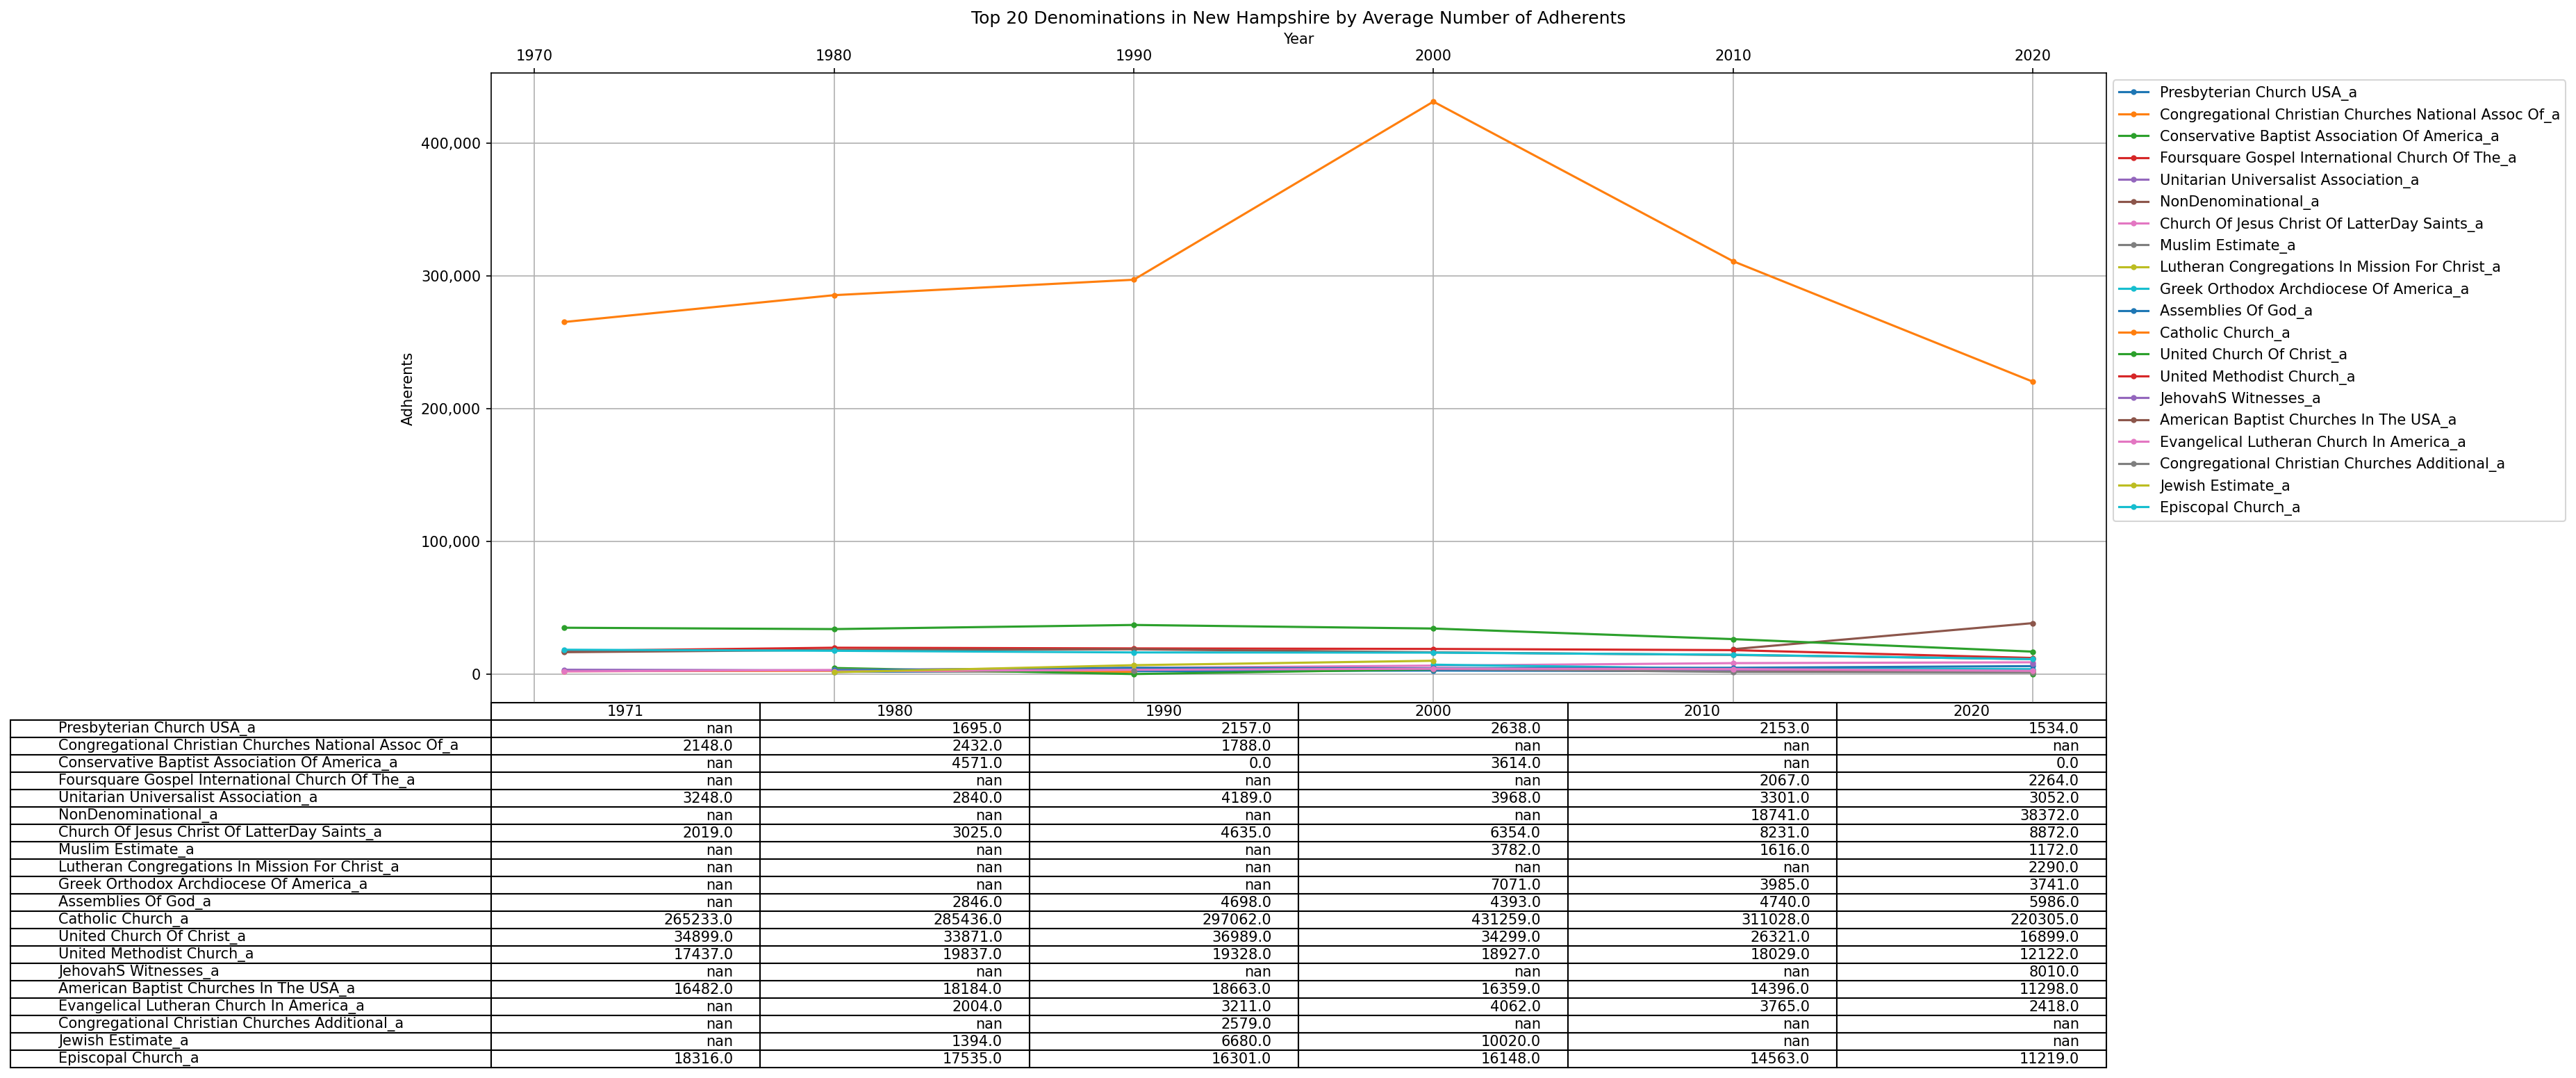 Top 20 Denominations in New Hampshire by Average Number of Adherents
Year
1970 1980 1990 2000 2010 2020
400,000
300,000
200,000
100,000
0
Adherents
Presbyterian Church USA_a
Congregational Christian Churches National Assoc Of_a
Conservative Baptist Association Of America_a
Foursquare Gospel International Church Of The_a
Unitarian Universalist Association_a
NonDenominational_a
Church Of Jesus Christ Of LatterDay Saints_a
Muslim Estimate_a
Lutheran Congregations In Mission For Christ_a
Greek Orthodox Archdiocese Of America_a
Assemblies Of God_a
Catholic Church_a
United Church Of Christ_a
United Methodist Church_a
JehovahS Witnesses_a
American Baptist Churches In The USA_a
Evangelical Lutheran Church In America_a
Congregational Christian Churches Additional_a
Jewish Estimate_a
Episcopal Church_a
1971 1980 1990 2000 2010 2020
Presbyterian Church USA_a nan 1695.0 2157.0 2638.0 2153.0 1534.0
Congregational Christian Churches National Assoc Of_a 2148.0 2432.0 1788.0 nan nan nan
Conservative Baptist Association Of America_a nan 4571.0 0.0 3614.0 nan 0.0
Foursquare Gospel International Church Of The_a nan nan nan nan 2067.0 2264.0
Unitarian Universalist Association_a 3248.0 2840.0 4189.0 3968.0 3301.0 3052.0
NonDenominational_a nan nan nan nan 18741.0 38372.0
Church Of Jesus Christ Of LatterDay Saints_a 2019.0 3025.0 4635.0 6354.0 8231.0 8872.0
Muslim Estimate_a nan nan nan 3782.0 1616.0 1172.0
Lutheran Congregations In Mission For Christ_a nan nan nan nan nan 2290.0
Greek Orthodox Archdiocese Of America_a nan nan nan 7071.0 3985.0 3741.0
Assemblies Of God_a nan 2846.0 4698.0 4393.0 4740.0 5986.0
Catholic Church_a 265233.0 285436.0 297062.0 431259.0 311028.0 220305.0
United Church Of Christ_a 34899.0 33871.0 36989.0 34299.0 26321.0 16899.0
United Methodist Church_a 17437.0 19837.0 19328.0 18927.0 18029.0 12122.0
JehovahS Witnesses_a nan nan nan nan nan 8010.0
American Baptist Churches In The USA_a 16482.0 18184.0 18663.0 16359.0 14396.0 11298.0
Evangelical Lutheran Church In America_a nan 2004.0 3211.0 4062.0 3765.0 2418.0
Congregational Christian Churches Additional_a nan nan 2579.0 nan nan nan
Jewish Estimate_a nan 1394.0 6680.0 10020.0 nan nan
Episcopal Church_a 18316.0 17535.0 16301.0 16148.0 14563.0 11219.0